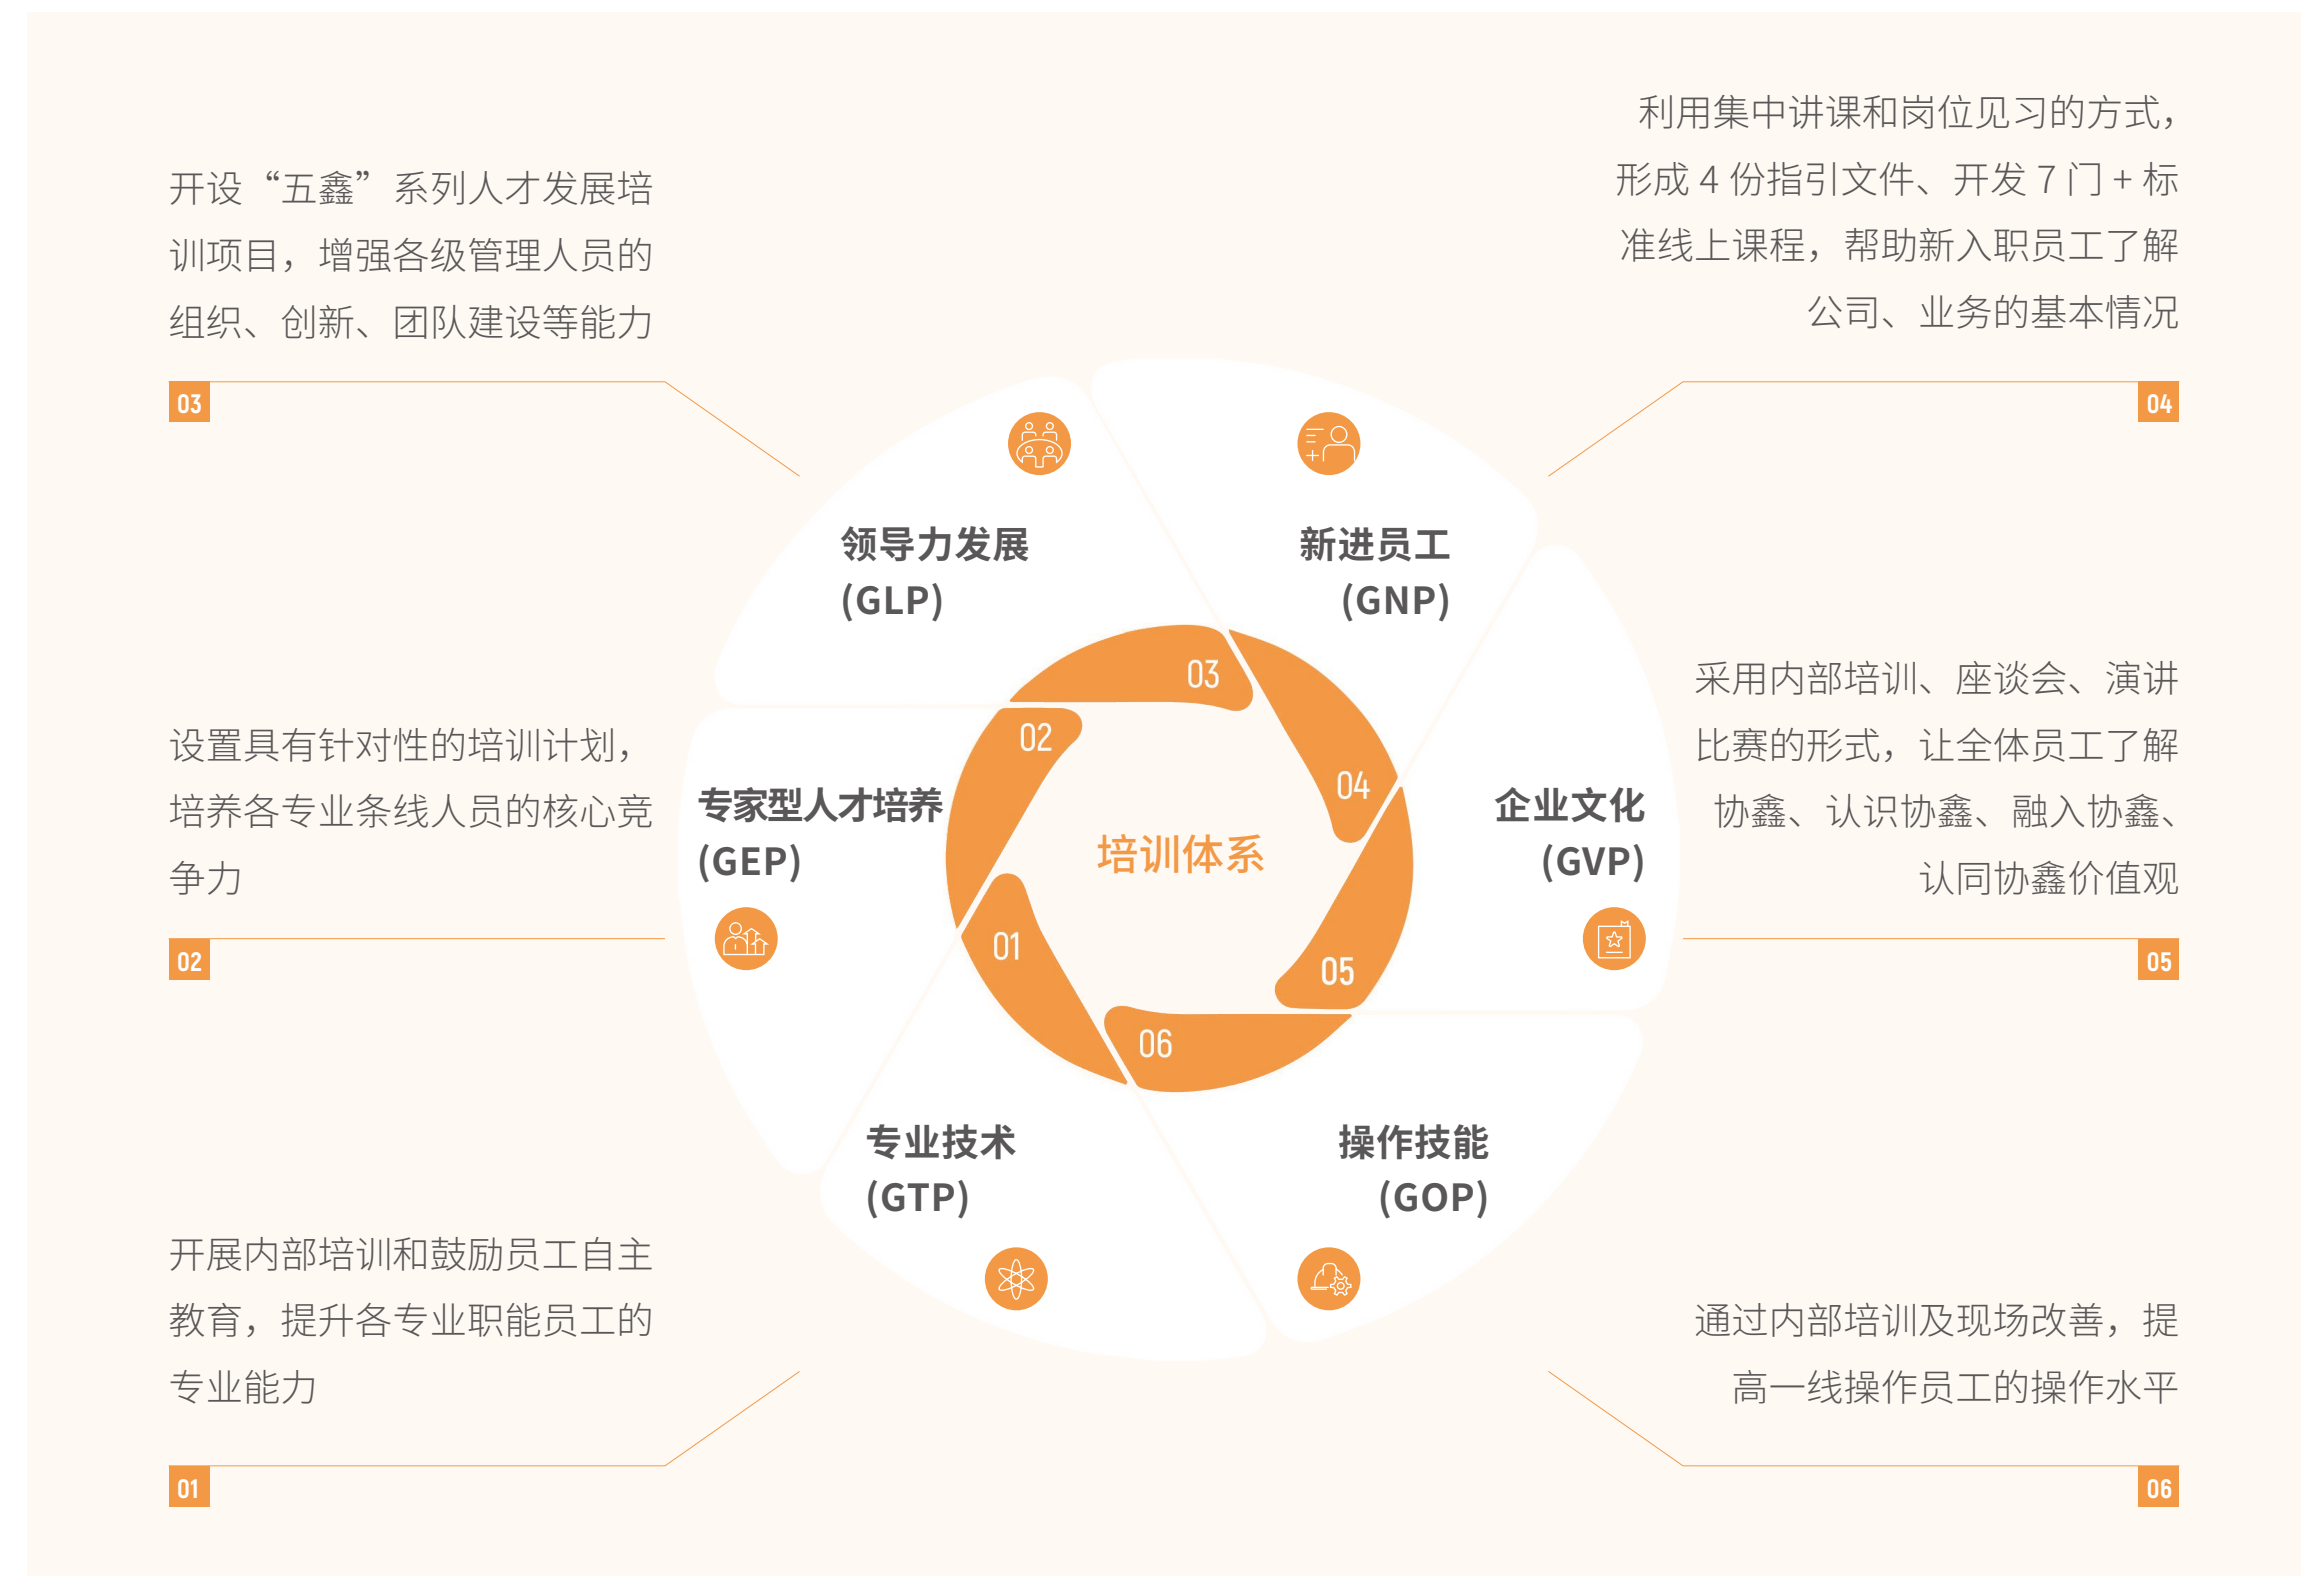 开设“五鑫”系列人才发展培
训项目，增强各级管理人员的
组织、创新、团队建设等能力
03
设置具有针对性的培训计划，
培养各专业条线人员的核心竞
争力
02
开展内部培训和鼓励员工自主
教育，提升各专业职能员工的
专业能力
01
领导力发展
(GLP)
新进员工
(GNP)
专家型人才培养
(GEP)
企业文化
(GVP)
专业技术
(GTP)
操作技能
(GOP)
03
02
04
培训体系
01
05
06
利用集中讲课和岗位见习的方式，
形成 4 份指引文件、开发 7 门 + 标
准线上课程，帮助新入职员工了解
公司、业务的基本情况
04
采用内部培训、座谈会、演讲
比赛的形式，让全体员工了解
协鑫、认识协鑫、融入协鑫、
认同协鑫价值观
05
通过内部培训及现场改善，提
高一线操作员工的操作水平
06